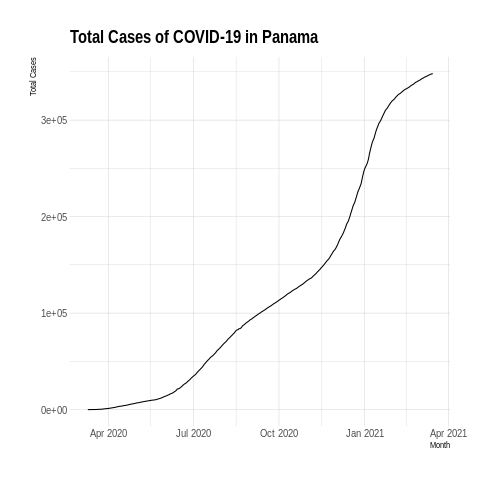 Total Cases of COVID-19 in Panama
Total Cases
3e+05
2e+05
1e+05
0e+00
Apr 2020 Jul 2020 Oct 2020 Jan 2021 Apr 2021
Month